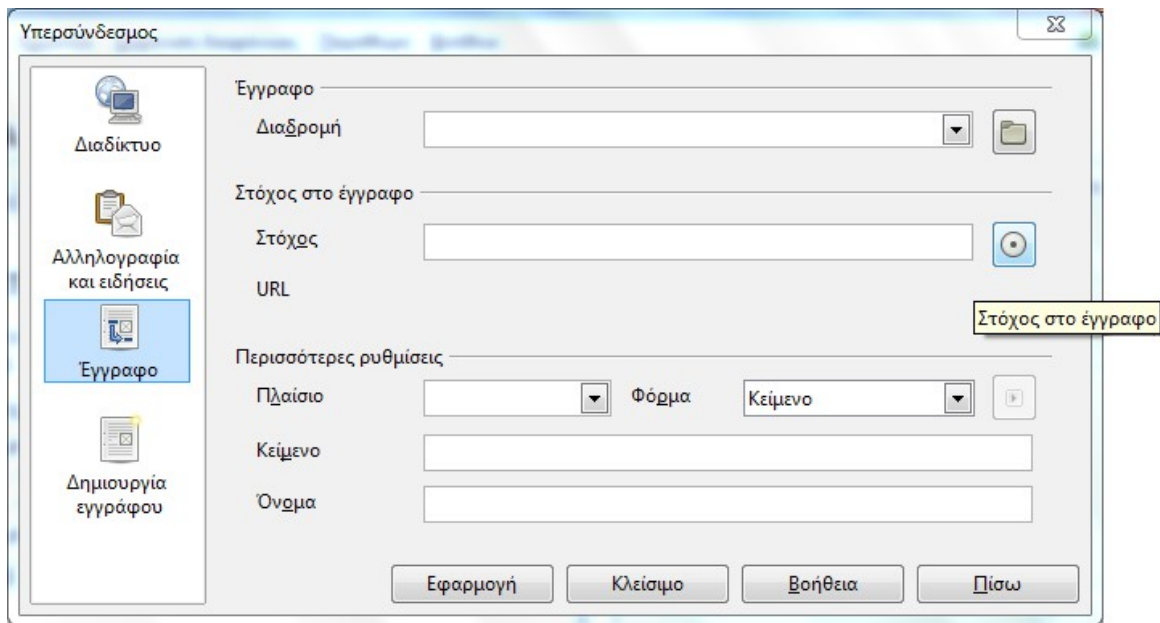 Υπερσύνδεσμος
Διαδίκτυο
Αλληλογραφία
και ειδήσεις
Έγγραφο
Δημιουργία
εγγράφου
Έγγραφο
Διαδρομή
Στόχος στο έγγραφο
Στόχος
URL
Στόχος στο έγγραφο
Περισσότερες ρυθμίσεις
Πλαίσιο Φόρμα Κείμενο
Κείμενο
Όνομα
Εφαρμογή Κλείσιμο Βοήθεια Πίσω